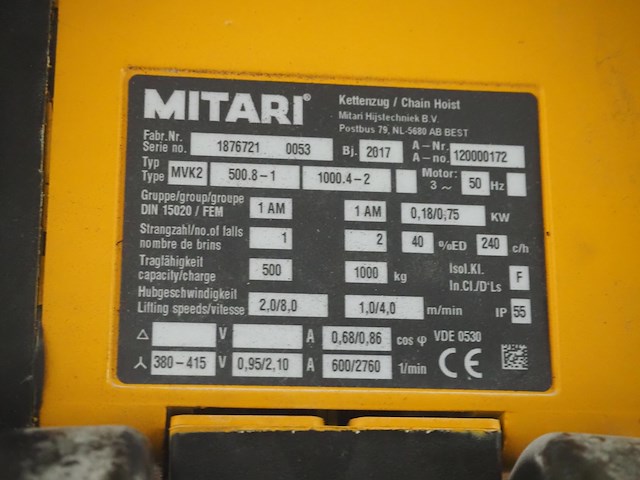 MITARI® Kettenzug / Chain Hoist
Mitari Hijstechniek B.V.
Postbus 79, NL-5680 AB BEST
Fabr.Nr.
Serie no. 1876721 0053 Bj. 2017 A-Nr. A-no. 120000172
Typ
Type MVK2 500.8-1 1000.4-2 Motor: 3 ~ 50 Hz
Gruppe/group/groupe
DIN 15020 / FEM 1 AM 1 AM 0,18/0,75 KW
Strangzahl/no.of falls
nombre de brins 1 2 40 %ED 240 c/h
Tragfähigkeit
capacity/charge 500 1000 kg Isol.Kl. In.Cl./D'Ls F
Hubgeschwindigkeit
Lifting speeds/vitesse 2,0/8,0 1,0/4,0 m/min IP 55
△ V A 0,68/0,86 cos φ VDE 0530
⅄ 380-415 V 0,95/2,10 A 600/2760 1/min CE